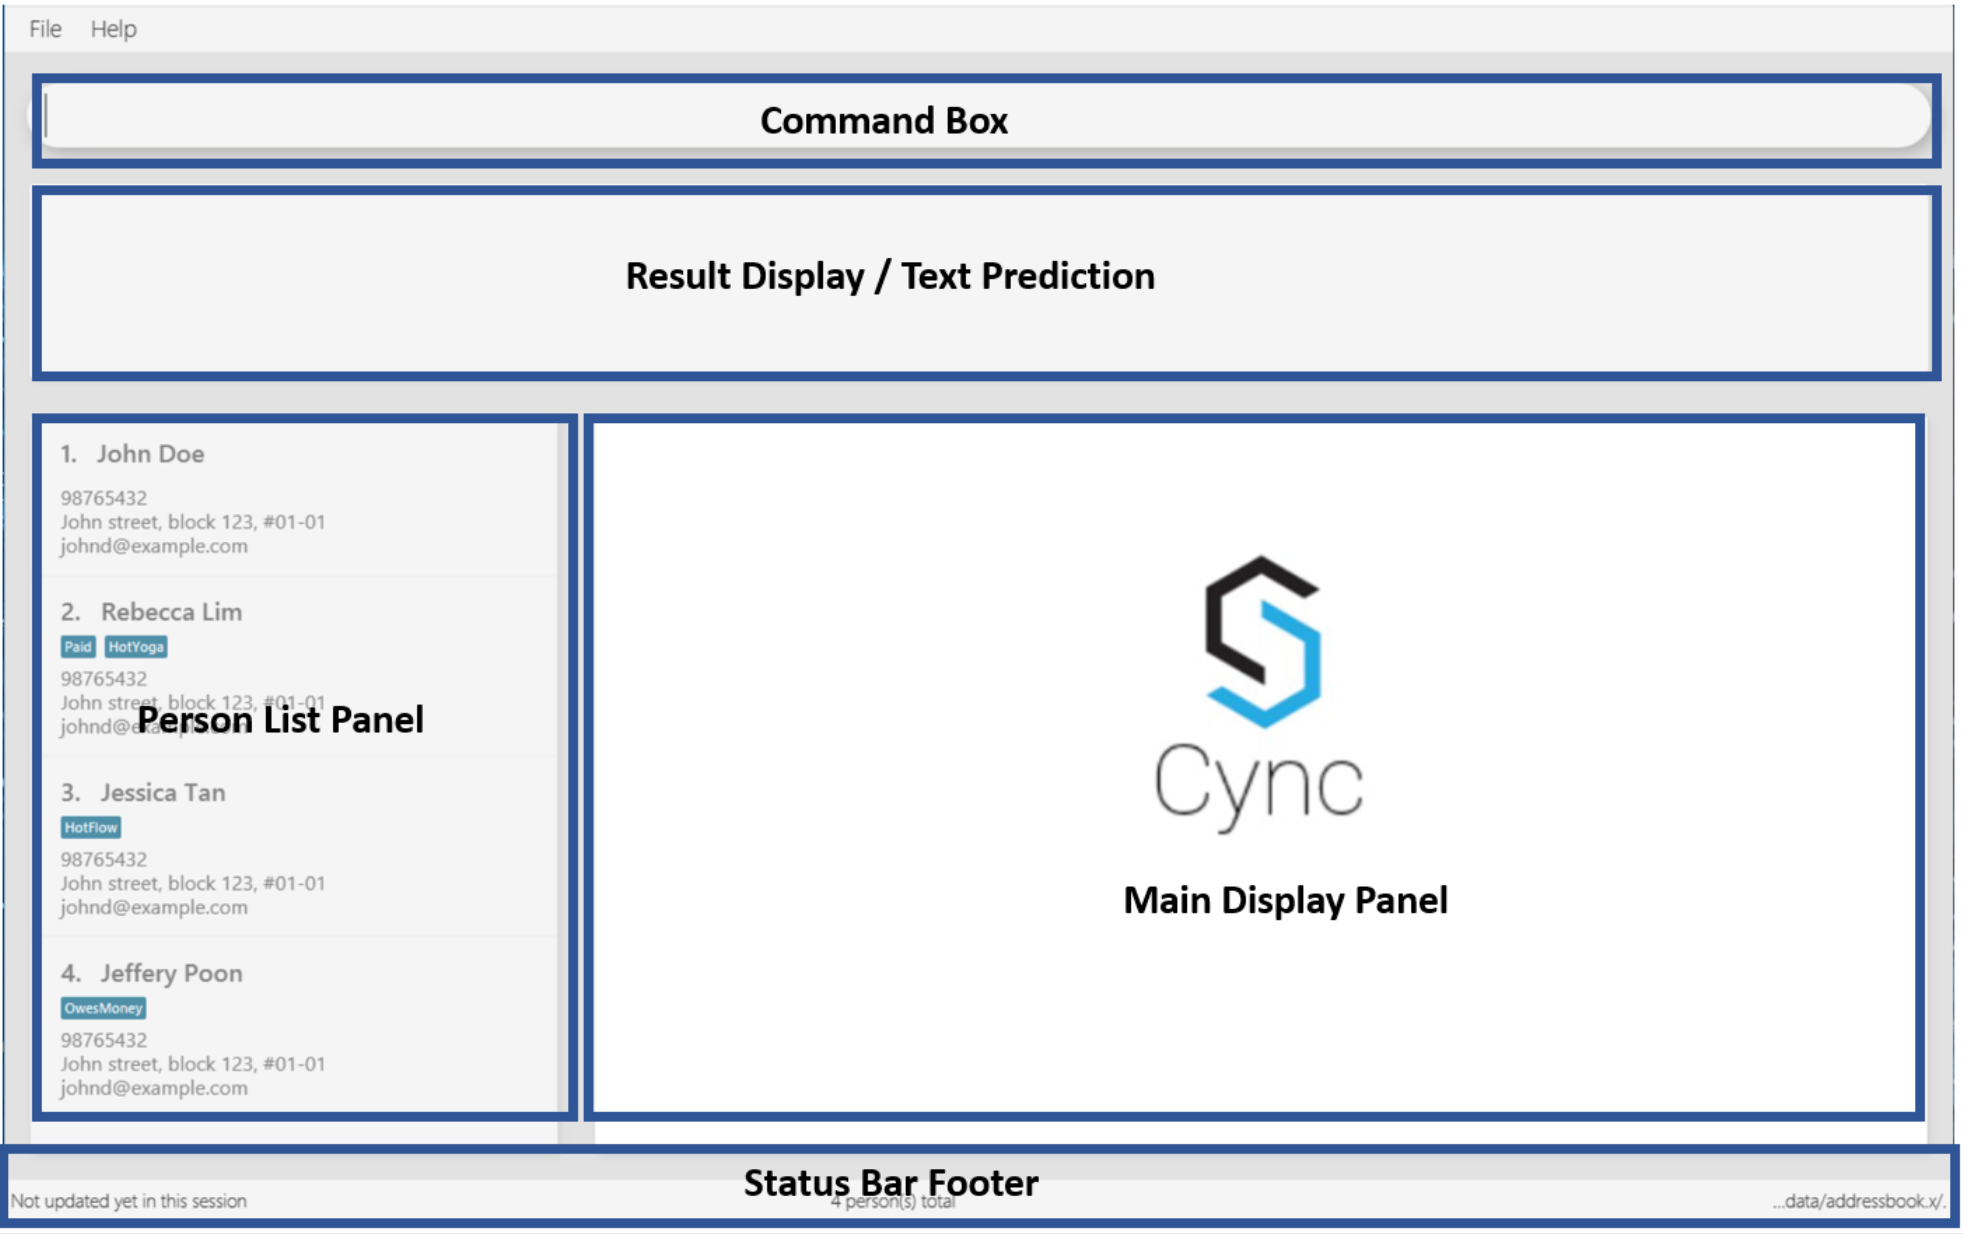 File Help
Command Box
Result Display / Text Prediction
1. John Doe
98765432
John street, block 123, #01-01
johnd@example.com
2. Rebecca Lim
Paid HotYoga
98765432
John street, block 123, #01-01
johnd@example.com
Person List Panel
3. Jessica Tan
HotFlow
98765432
John street, block 123, #01-01
johnd@example.com
4. Jeffery Poon
OwesMoney
98765432
John street, block 123, #01-01
johnd@example.com
Cync
Main Display Panel
Status Bar Footer
Not updated yet in this session
4 person(s) total
...data/addressbook.x/.